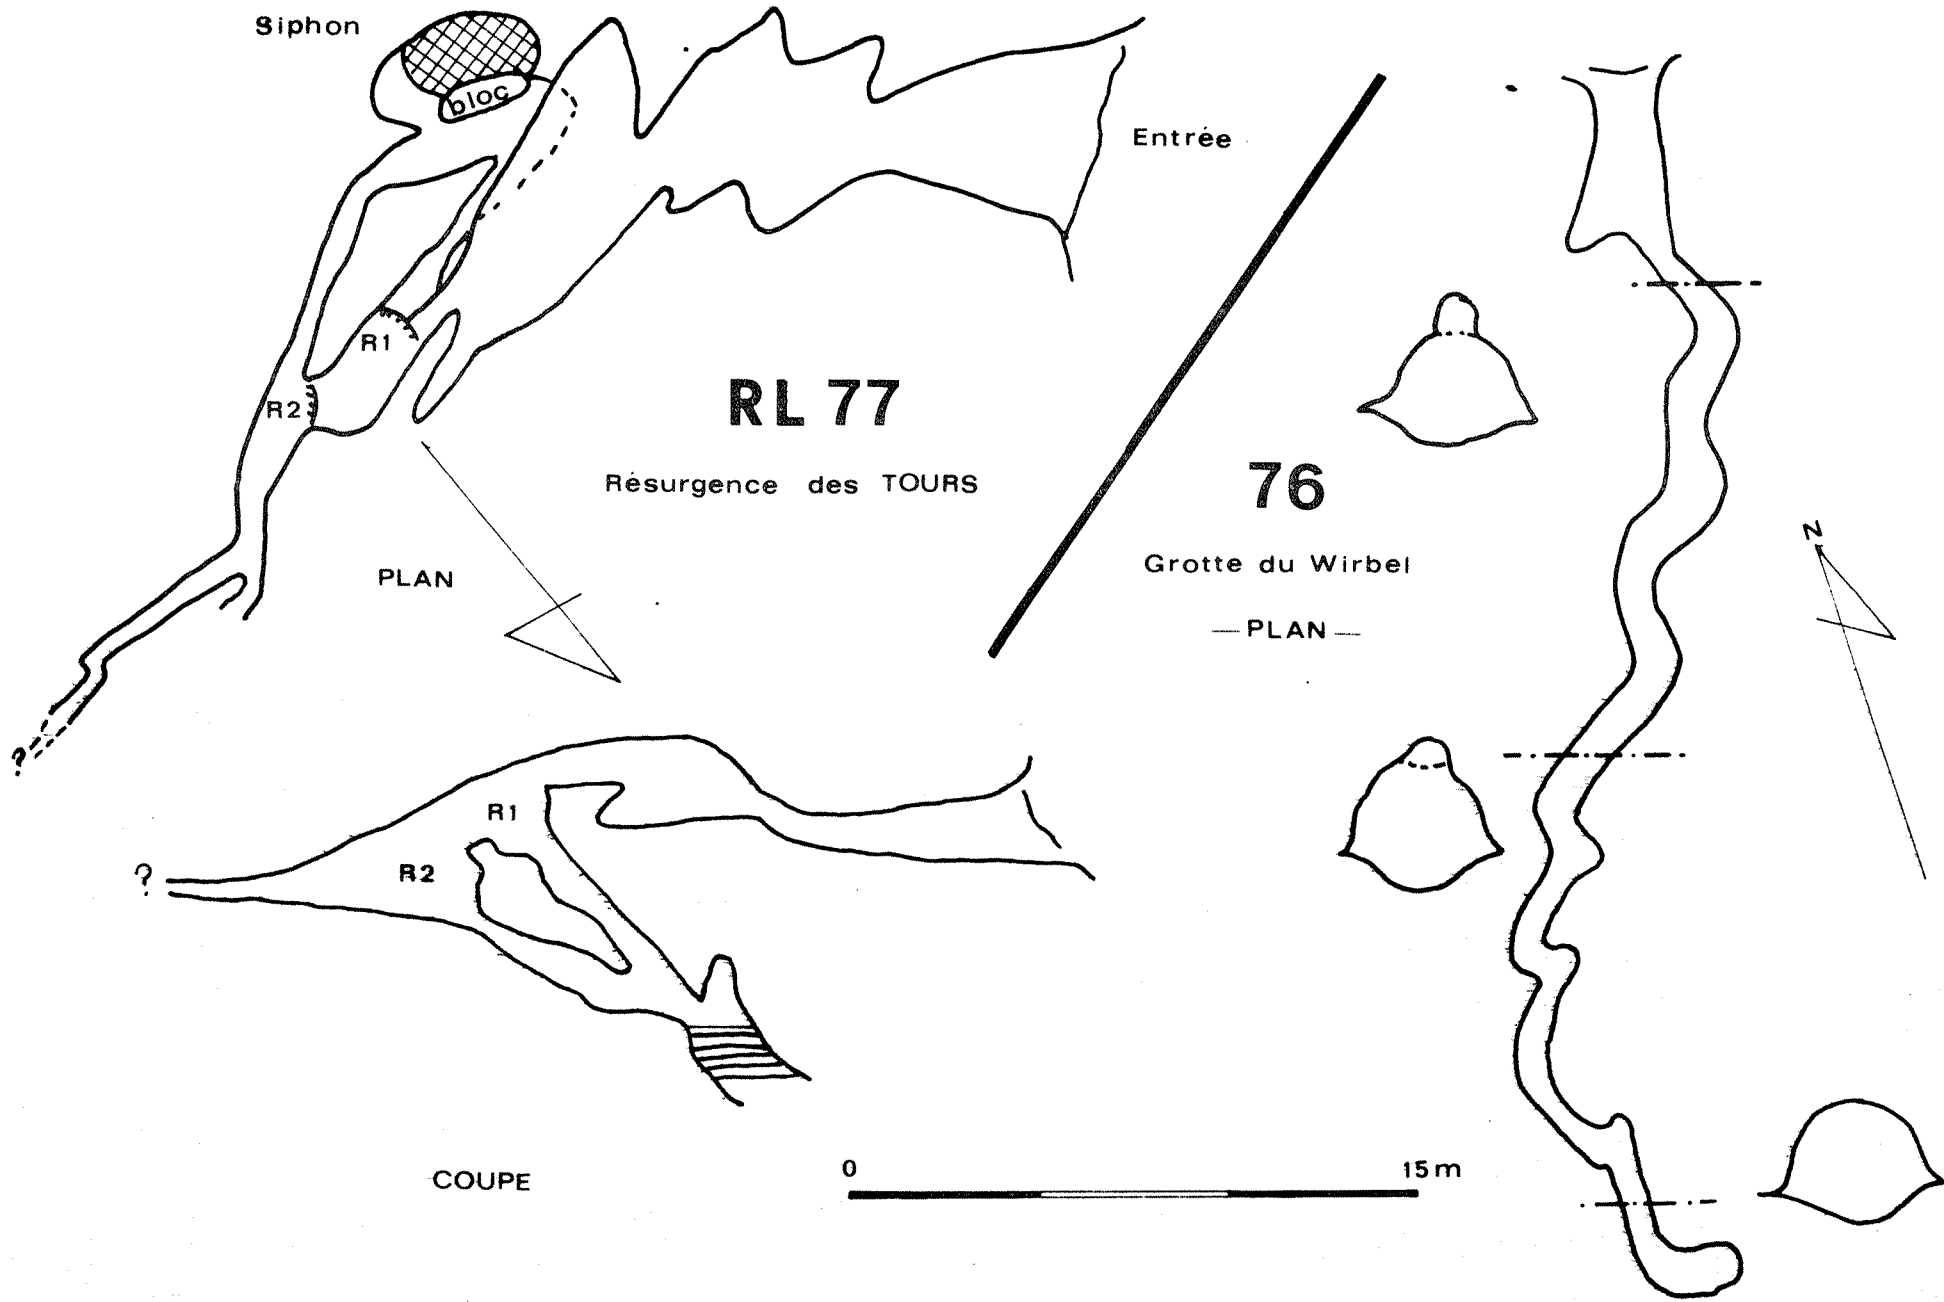 Siphon
bloc
Entrée
R1
R2
RL 77
Résurgence des TOURS
PLAN
?
76
Grotte du Wirbel
— PLAN —
N
R1
R2
?
COUPE
0 15m